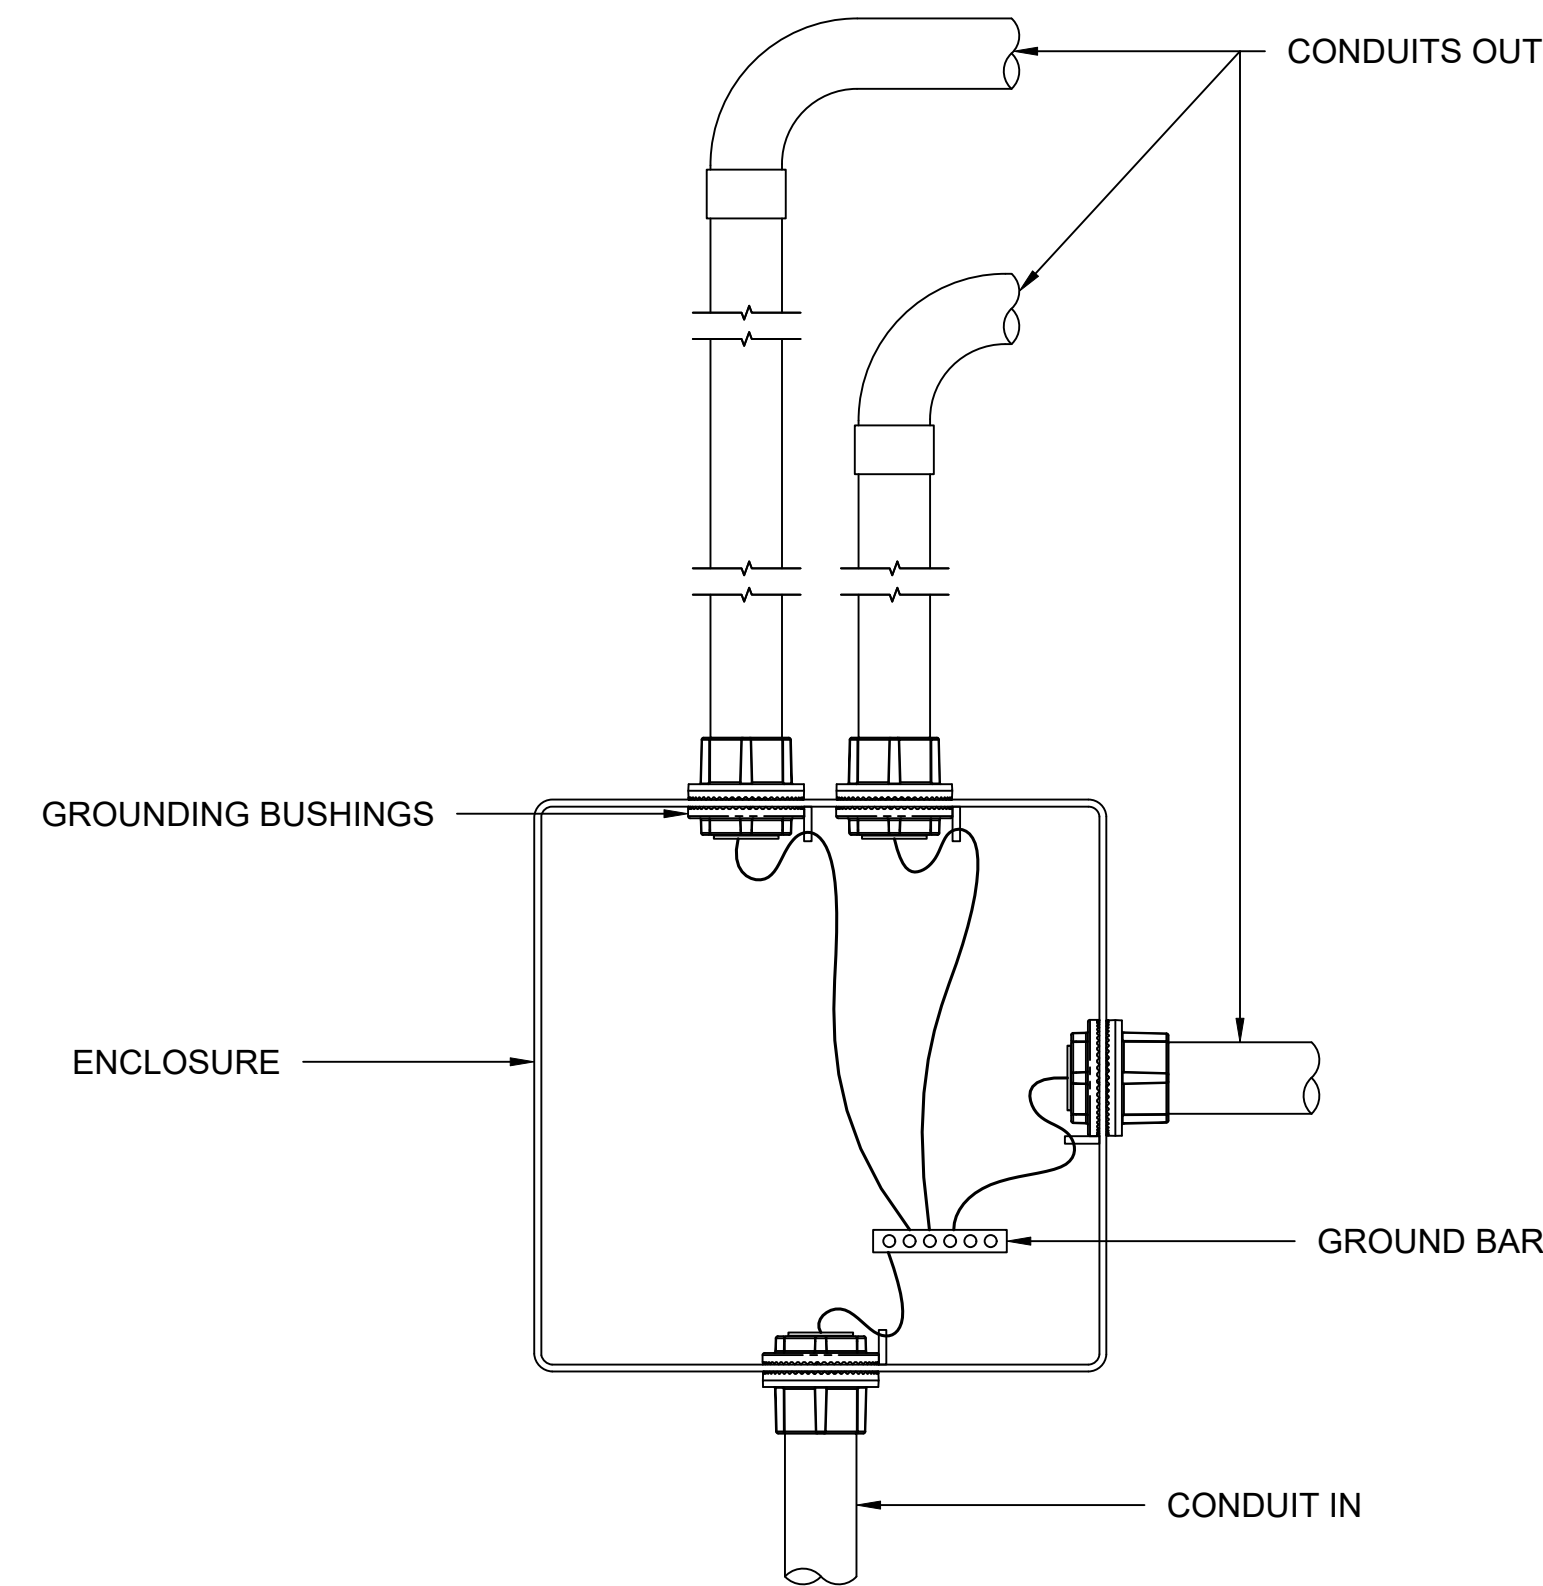 CONDUITS OUT
GROUNDING BUSHINGS
ENCLOSURE
GROUND BAR
CONDUIT IN